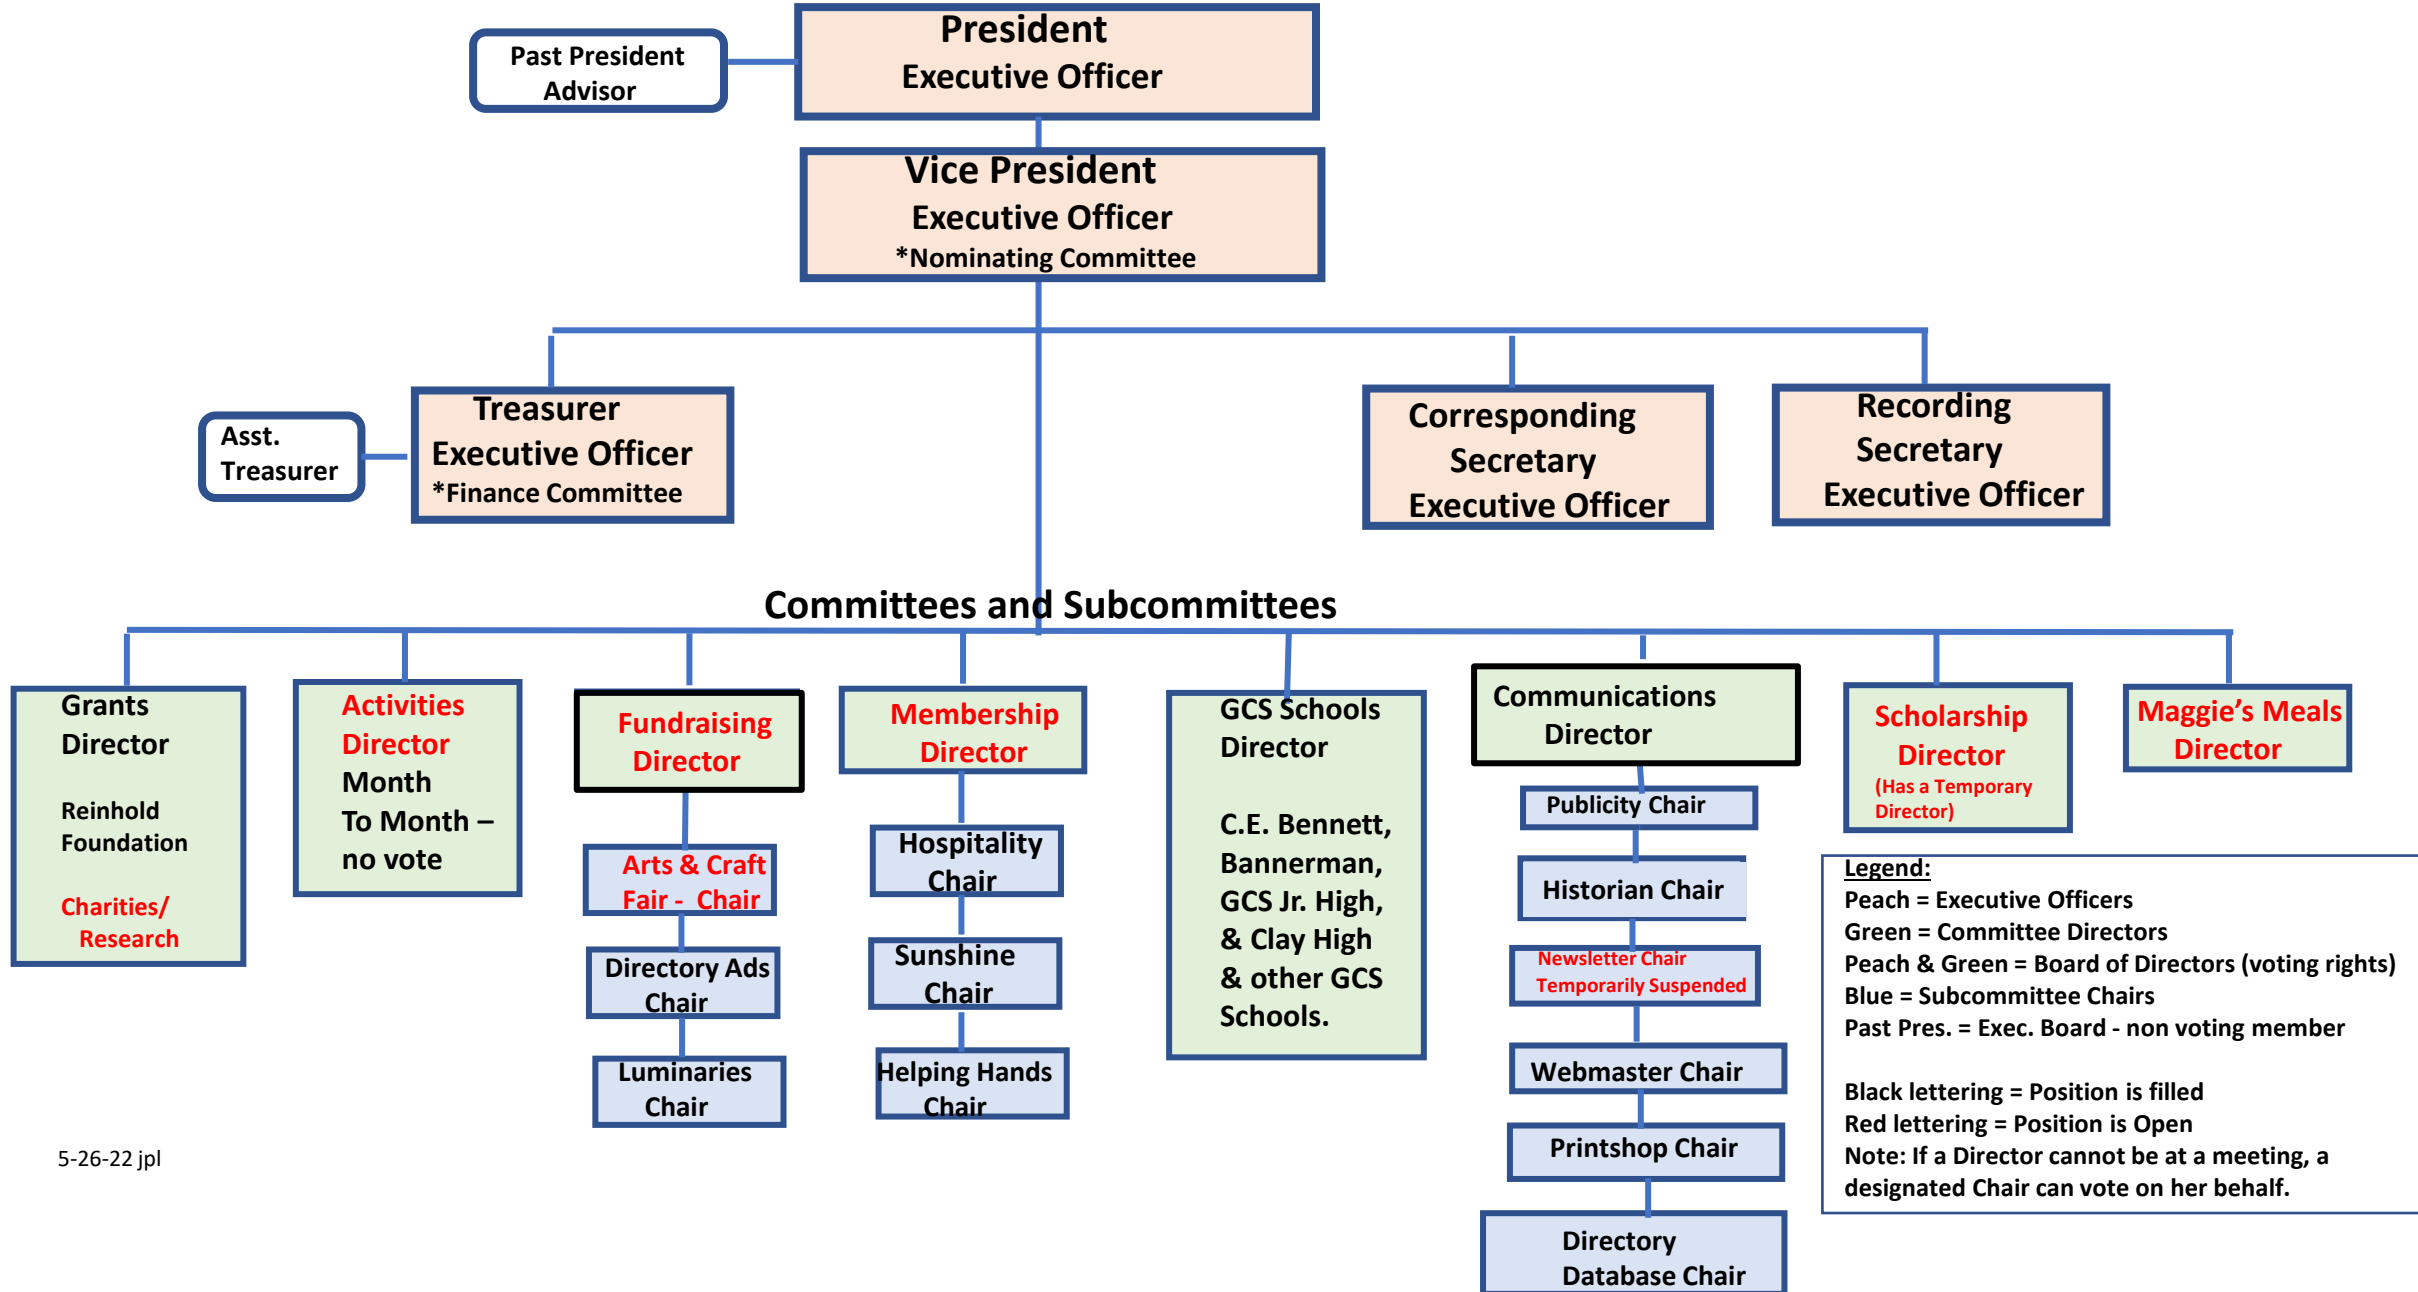 President
Executive Officer
Past President
Advisor
Vice President
Executive Officer
*Nominating Committee
Asst.
Treasurer
Treasurer
Executive Officer
*Finance Committee
Corresponding
Secretary
Executive Officer
Recording
Secretary
Executive Officer
Committees and Subcommittees
Grants
Director
Reinhold
Foundation
Charities/
Research
Activities
Director
Month
To Month –
no vote
Fundraising
Director
Arts & Craft
Fair - Chair
Directory Ads
Chair
Luminaries
Chair
Membership
Director
Hospitality
Chair
Sunshine
Chair
Helping Hands
Chair
GCS Schools
Director
C.E. Bennett,
Bannerman,
GCS Jr. High,
& Clay High
& other GCS
Schools.
Communications
Director
Publicity Chair
Historian Chair
Newsletter Chair
Temporarily Suspended
Webmaster Chair
Printshop Chair
Directory
Database Chair
Scholarship
Director
(Has a Temporary
Director)
Maggie’s Meals
Director
Legend:
Peach = Executive Officers
Green = Committee Directors
Peach & Green = Board of Directors (voting rights)
Blue = Subcommittee Chairs
Past Pres. = Exec. Board - non voting member
Black lettering = Position is filled
Red lettering = Position is Open
Note: If a Director cannot be at a meeting, a
designated Chair can vote on her behalf.
5-26-22 jpl